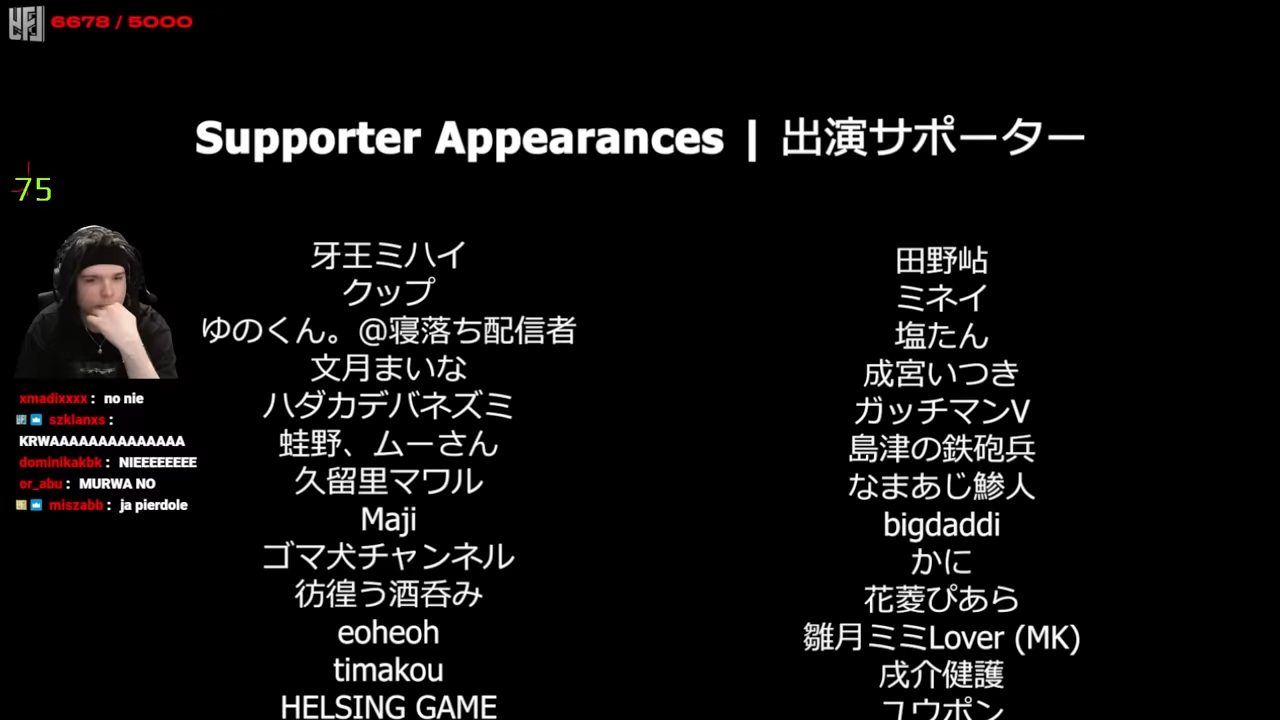 6678 / 5000
Supporter Appearances | 出演サポーター
75
牙王ミハイ
クップ
ゆのくん。@寝落ち配信者
文月まいな
ハダカデバネズミ
蛙野、ムーさん
久留里マワル
Maji
ゴマ犬チャンネル
彷徨う酒呑み
eoheoh
timakou
HELSING GAME
田野岾
ミネイ
塩たん
成宮いつき
ガッチマンV
島津の鉄砲兵
なまあじ鯵人
bigdaddi
かに
花菱ぴあら
雛月ミミLover (MK)
戌介健護
ユウポン
xmadixxxx: no nie
szklanxs:
KRWAAAAAAAAAAAAAA
dominikakbk: NIEEEEEEEE
or_abu: MURWA NO
miszabb: ja pierdole